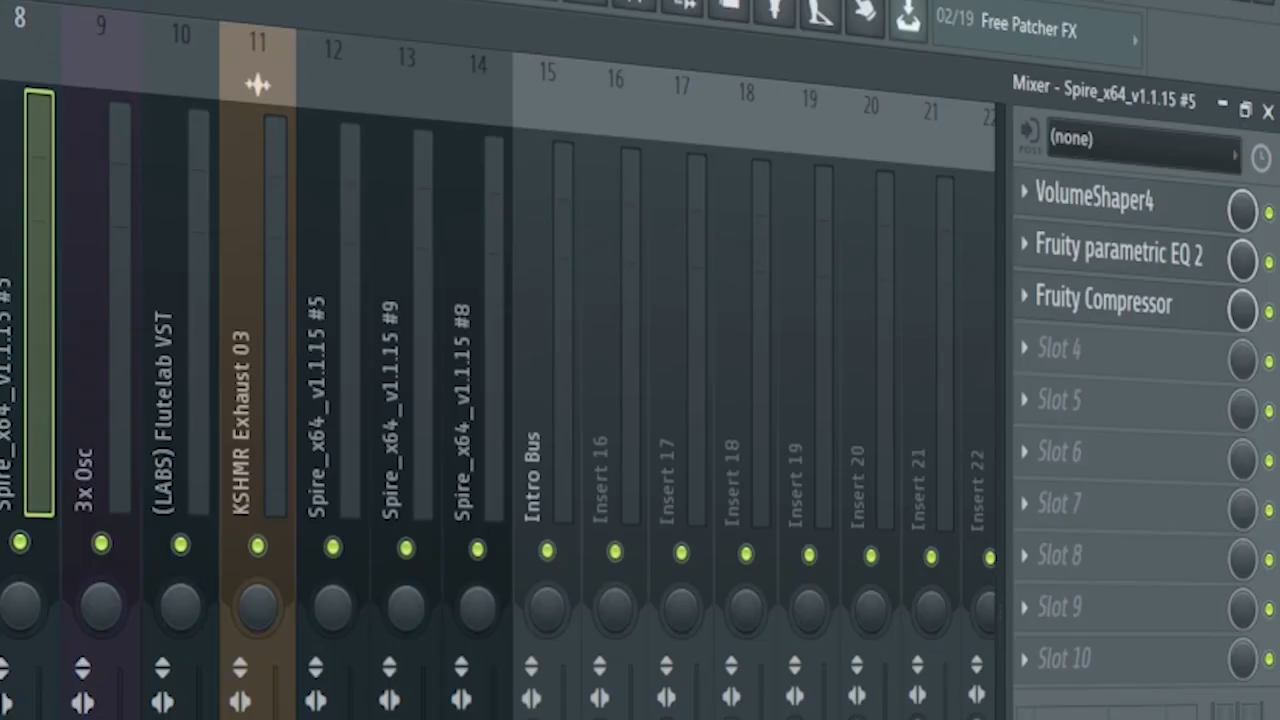 02/19 Free Patcher FX
8 9 10 11 12 13 14 15 16 17 18 19 20 21 22
Mixer - Spire_x64_v1.1.15 #5
POST
(none)
VolumeShaper4
Fruity parametric EQ 2
Fruity Compressor
Slot 4
Slot 5
Slot 6
Slot 7
Slot 8
Slot 9
Slot 10
Spire_x64_v1.1.15 #5
3x Osc
(LABS) Flutelab VST
KSHMR Exhaust 03
Spire_x64_v1.1.15 #5
Spire_x64_v1.1.15 #9
Spire_x64_v1.1.15 #8
Intro Bus
Insert 16
Insert 17
Insert 18
Insert 19
Insert 20
Insert 21
Insert 22